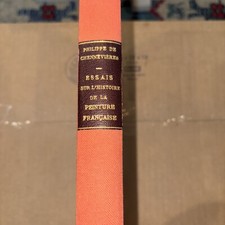 PHILIPPE DE
CHENNEVIÈRES
ESSAIS
SUR L'HISTOIRE
DE LA
PEINTURE
FRANÇAISE